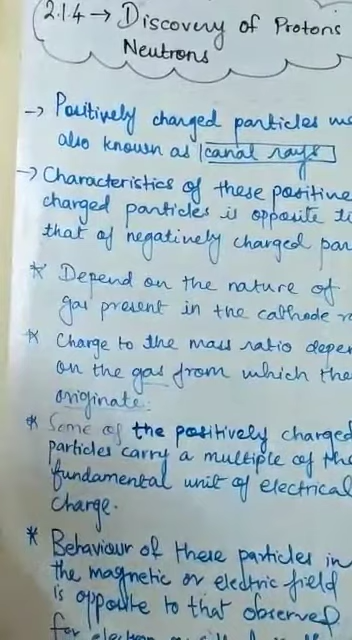 2.1.4 → Discovery of Protons
Neutrons
→ Positively charged particles
also known as canal rays
→ Characteristics of these positive
charged particles is opposite
that of negatively charged
* Depend on the nature of
gas present in the cathode
* Charge to the mass ratio
on the gas from which
originate.
* Some of the positively charged
particles carry a multiple of the
fundamental unit of electrical
charge.
* Behaviour of these particles in
the magnetic or electric field
is opposite to that observed
for